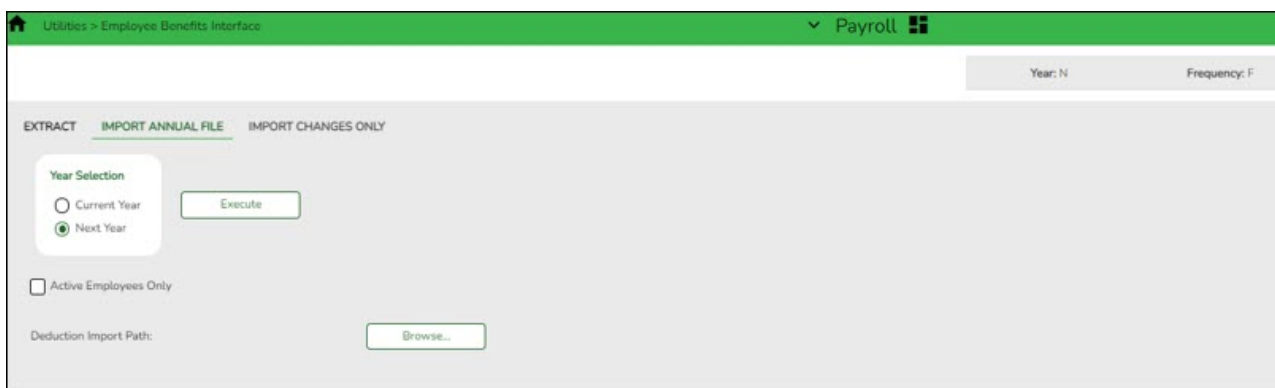 Utilities > Employee Benefits Interface
Payroll
Year: N
Frequency: F
EXTRACT IMPORT ANNUAL FILE IMPORT CHANGES ONLY
Year Selection
Current Year
Execute
Next Year
Active Employees Only
Deduction Import Path:
Browse...